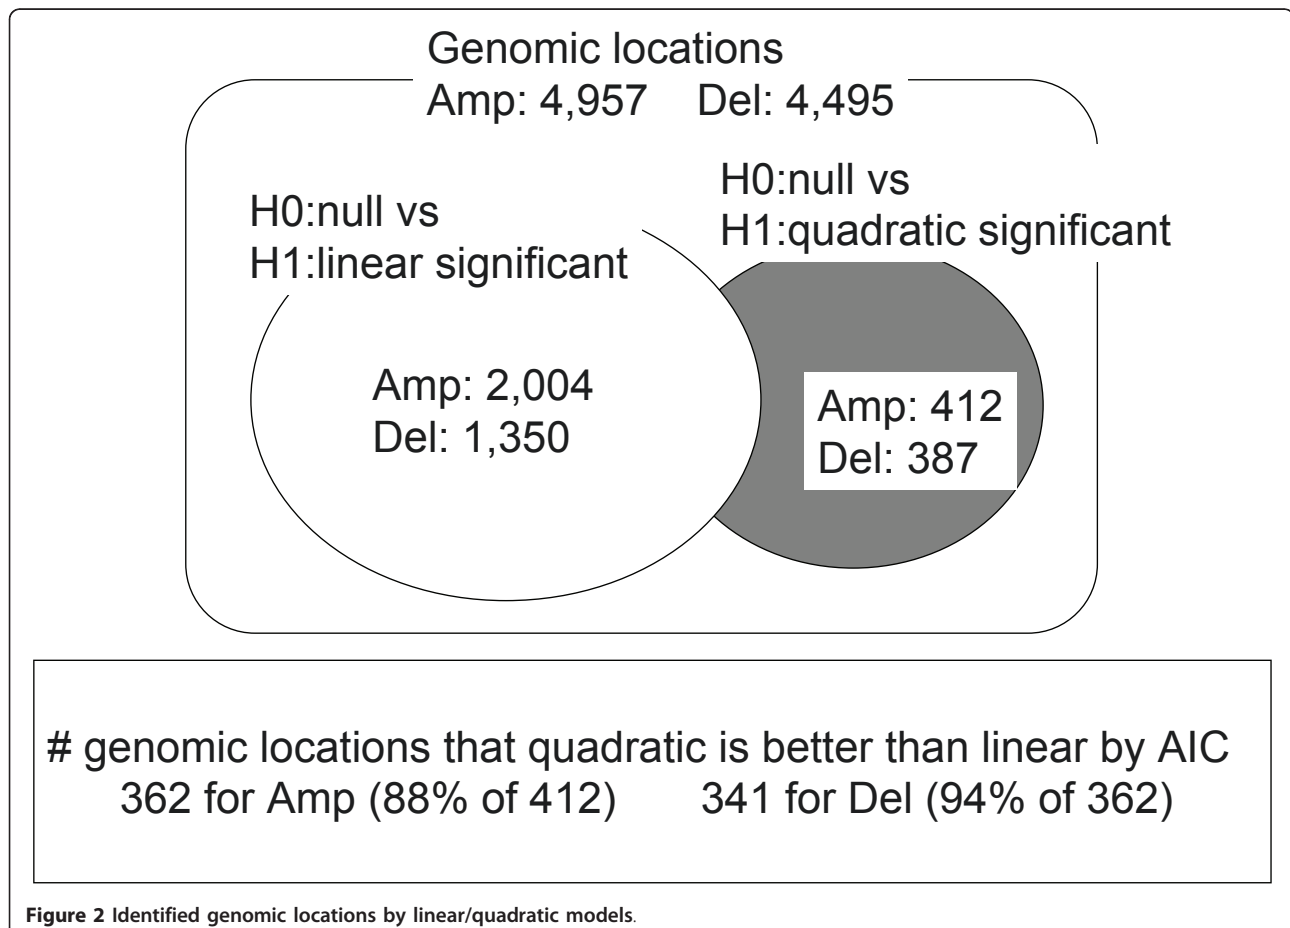 Genomic locations
Amp: 4,957 Del: 4,495
H0:null vs
H1:linear significant
H0:null vs
H1:quadratic significant
Amp: 2,004
Del: 1,350
Amp: 412
Del: 387
# genomic locations that quadratic is better than linear by AIC
362 for Amp (88% of 412) 341 for Del (94% of 362)
Figure 2 Identified genomic locations by linear/quadratic models.